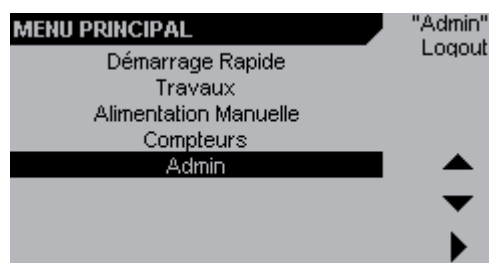 MENU PRINCIPAL
"Admin"
Logout
Démarrage Rapide
Travaux
Alimentation Manuelle
Compteurs
Admin